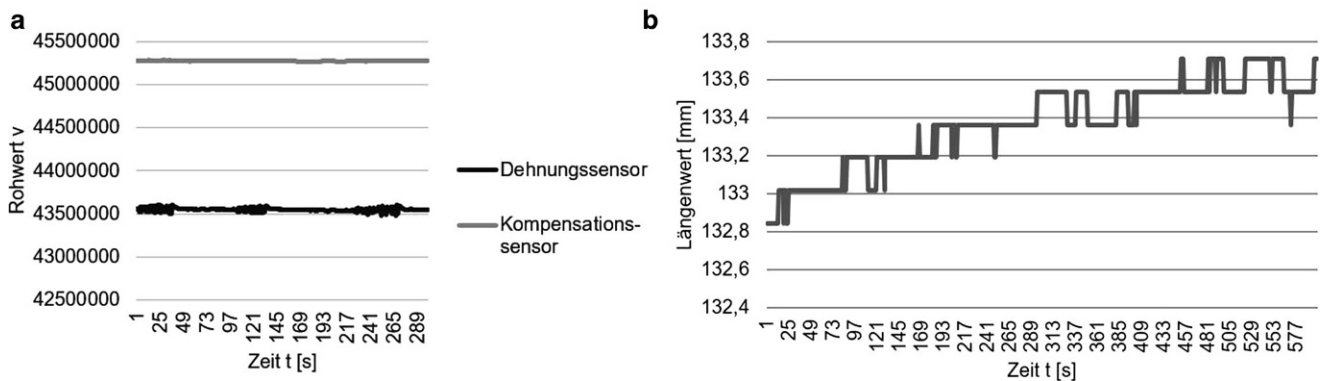 a
Rohwert v
45500000
45000000
44500000
44000000
43500000
43000000
42500000
1 25 49 73 97 121 145 169 193 217 241 265 289
Zeit t [s]
Dehnungssensor
Kompensations-
sensor
b
Längenwert [mm]
133,8
133,6
133,4
133,2
133
132,8
132,6
132,4
1 25 49 73 97 121 145 169 193 217 241 265 289 313 337 361 385 409 433 457 481 505 529 553 577
Zeit t [s]